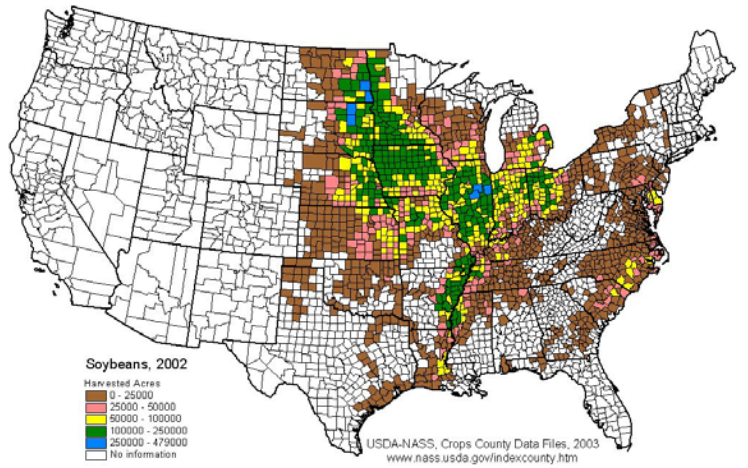 Soybeans, 2002
Harvested Acres
0 - 25000
25000 - 50000
50000 - 100000
100000 - 250000
250000 - 479000
No information
USDA-NASS, Crops County Data Files, 2003
www.nass.usda.gov/indexcounty.htm